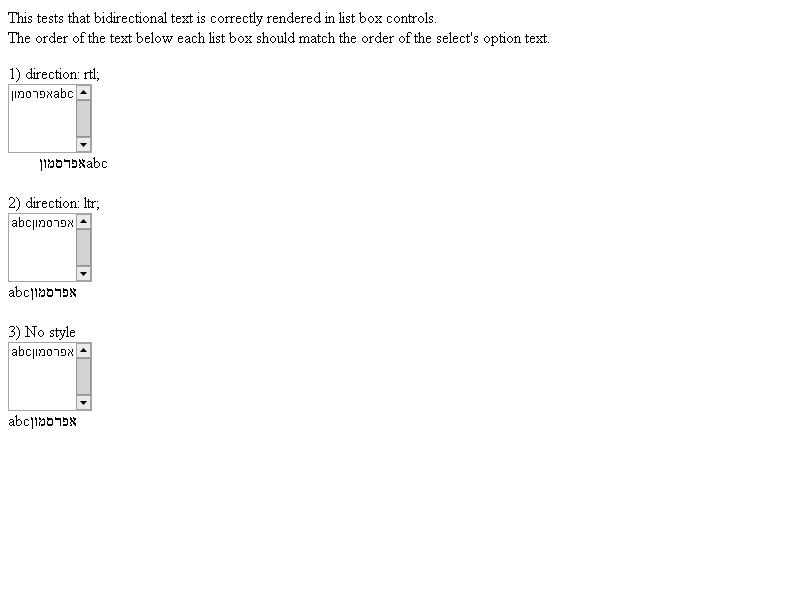 This tests that bidirectional text is correctly rendered in list box controls.
The order of the text below each list box should match the order of the select's option text.
1) direction: rtl;
abcאפרסמון
abcאפרסמון
2) direction: ltr;
abcאפרסמון
abcאפרסמון
3) No style
abcאפרסמון
abcאפרסמון